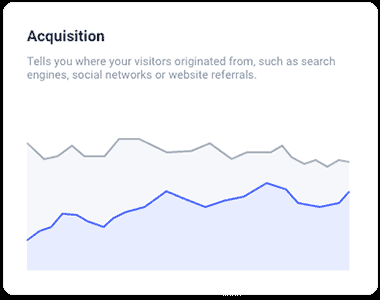 Acquisition
Tells you where your visitors originated from, such as search
engines, social networks or website referrals.